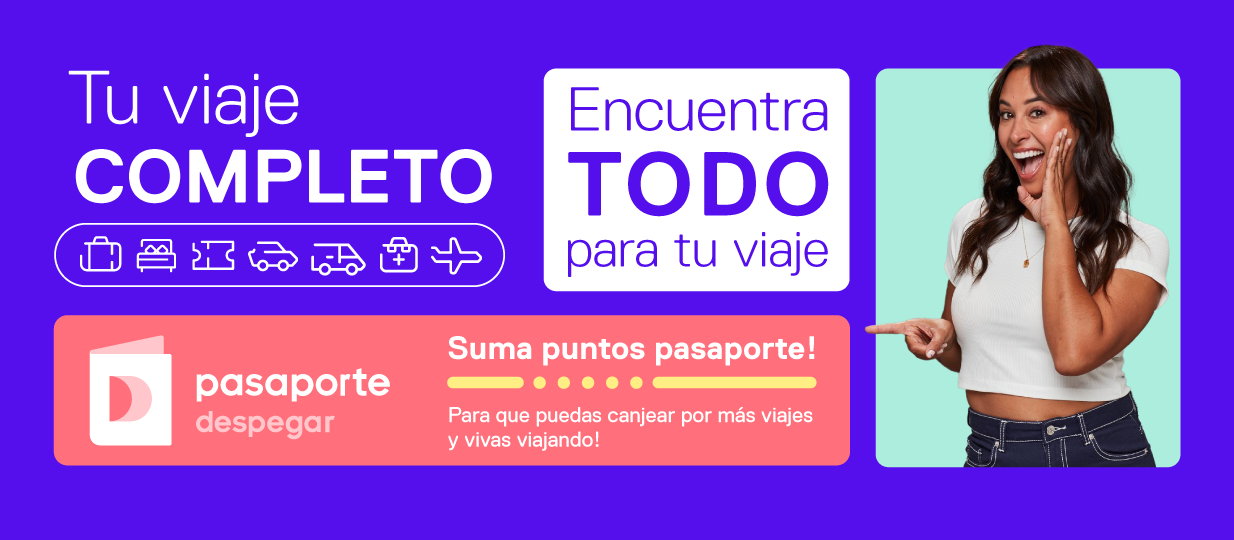 Tu viaje
COMPLETO
Encuentra
TODO
para tu viaje
pasaporte
despegar
Suma puntos pasaporte!
Para que puedas canjear por más viajes
y vivas viajando!